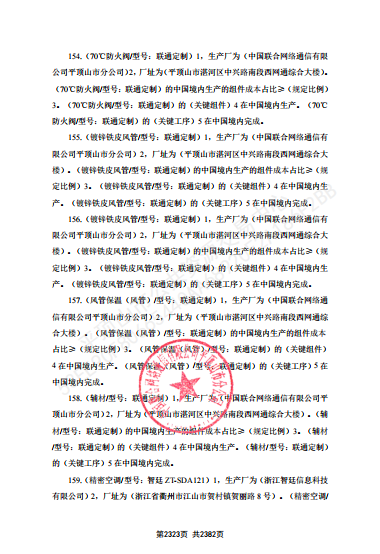 154.（70℃防火阀/型号：联通定制）1，生产厂为（中国联合网络通信有限
公司平顶山市分公司）2，厂址为（平顶山市湛河区中兴路南段西网通综合大楼）。
（70℃防火阀/型号：联通定制）的中国境内生产的组件成本占比≥（规定比例）
3。（70℃防火阀/型号：联通定制）的（关键组件）4在中国境内生产。（70℃
防火阀/型号：联通定制）的（关键工序）5在中国境内完成。
155.（镀锌铁皮风管/型号：联通定制）1，生产厂为（中国联合网络通信有
限公司平顶山市分公司）2，厂址为（平顶山市湛河区中兴路南段西网通综合大
楼）。（镀锌铁皮风管/型号：联通定制）的中国境内生产的组件成本占比≥（规
定比例）3。（镀锌铁皮风管/型号：联通定制）的（关键组件）4在中国境内生
产。（镀锌铁皮风管/型号：联通定制）的（关键工序）5在中国境内完成。
156.（镀锌铁皮风管/型号：联通定制）1，生产厂为（中国联合网络通信有
限公司平顶山市分公司）2，厂址为（平顶山市湛河区中兴路南段西网通综合大
楼）。（镀锌铁皮风管/型号：联通定制）的中国境内生产的组件成本占比≥（规
定比例）3。（镀锌铁皮风管/型号：联通定制）的（关键组件）4在中国境内生
产。（镀锌铁皮风管/型号：联通定制）的（关键工序）5在中国境内完成。
157.（风管保温（风管）/型号：联通定制）1，生产厂为（中国联合网络通
信有限公司平顶山市分公司）2，厂址为（平顶山市湛河区中兴路南段西网通综
合大楼）。（风管保温（风管）/型号：联通定制）的中国境内生产的组件成本
占比≥（规定比例）3。（风管保温（风管）/型号：联通定制）的（关键组件）
4在中国境内生产。（风管保温（风管）/型号：联通定制）的（关键工序）5在
中国境内完成。
158.（辅材/型号：联通定制）1，生产厂为（中国联合网络通信有限公司平
顶山市分公司）2，厂址为（平顶山市湛河区中兴路南段西网通综合大楼）。（辅
材/型号：联通定制）的中国境内生产的组件成本占比≥（规定比例）3。（辅材
/型号：联通定制）的（关键组件）4在中国境内生产。（辅材/型号：联通定制）
的（关键工序）5在中国境内完成。
159.（精密空调/型号：智廷 ZT-SDA121）1，生产厂为（浙江智廷信息科技
有限公司）2，厂址为（浙江省衢州市江山市贺村镇贺丽路 8 号）。（精密空调/
第2323页 共2382页